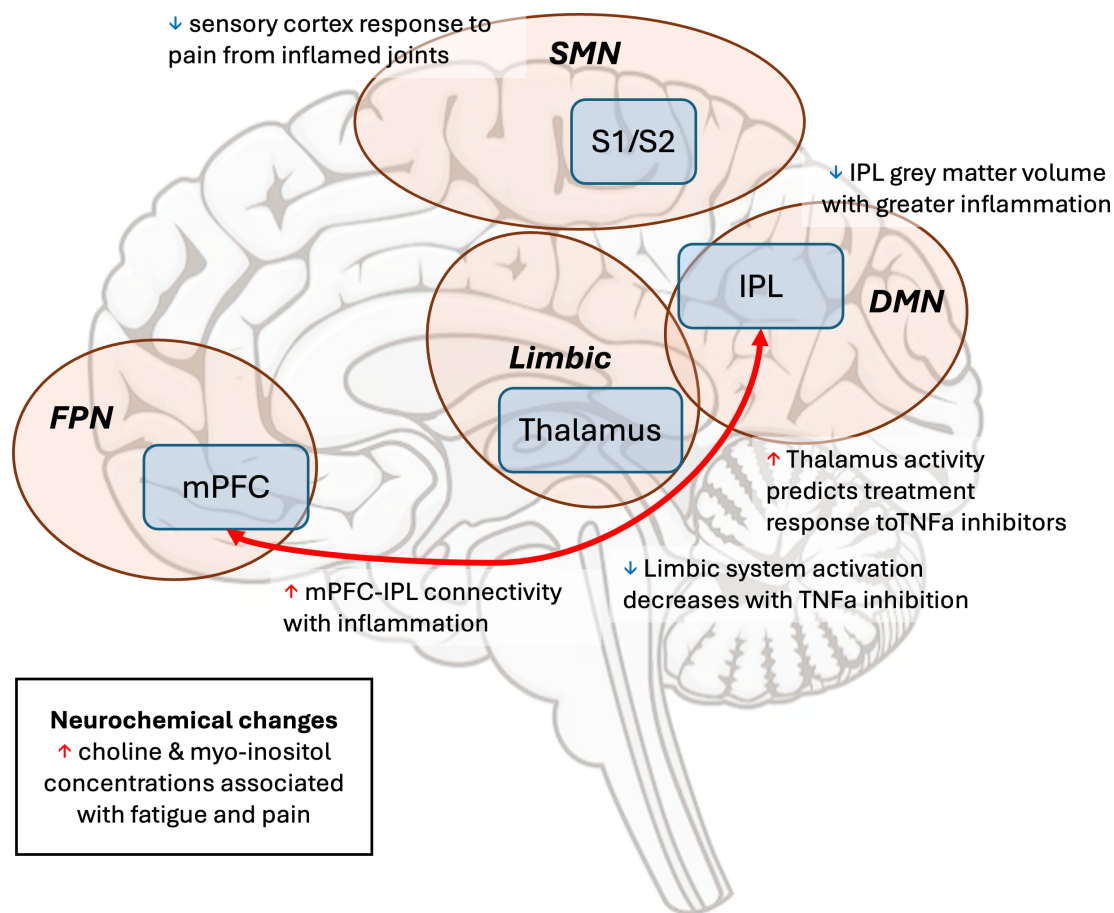 ↓ sensory cortex response to
pain from inflamed joints
SMN
S1/S2
↓ IPL grey matter volume
with greater inflammation
IPL
DMN
Limbic
Thalamus
FPN
mPFC
↑ Thalamus activity
predicts treatment
response toTNFa inhibitors
↓ Limbic system activation
decreases with TNFa inhibition
↑ mPFC-IPL connectivity
with inflammation
Neurochemical changes
↑ choline & myo-inositol
concentrations associated
with fatigue and pain